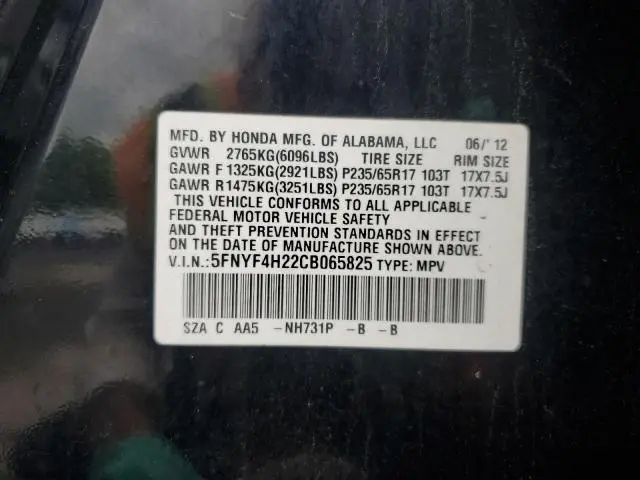 MFD. BY HONDA MFG. OF ALABAMA, LLC 06/'12
GVWR 2765KG(6096LBS) TIRE SIZE RIM SIZE
GAWR F 1325KG(2921LBS) P235/65R17 103T 17X7.5J
GAWR R1475KG(3251LBS) P235/65R17 103T 17X7.5J
THIS VEHICLE CONFORMS TO ALL APPLICABLE
FEDERAL MOTOR VEHICLE SAFETY
AND THEFT PREVENTION STANDARDS IN EFFECT
ON THE DATE OF MANUFACTURE SHOWN ABOVE.
V.I.N.:5FNYF4H22CB065825 TYPE: MPV
SZA C AA5 -NH731P -B -B